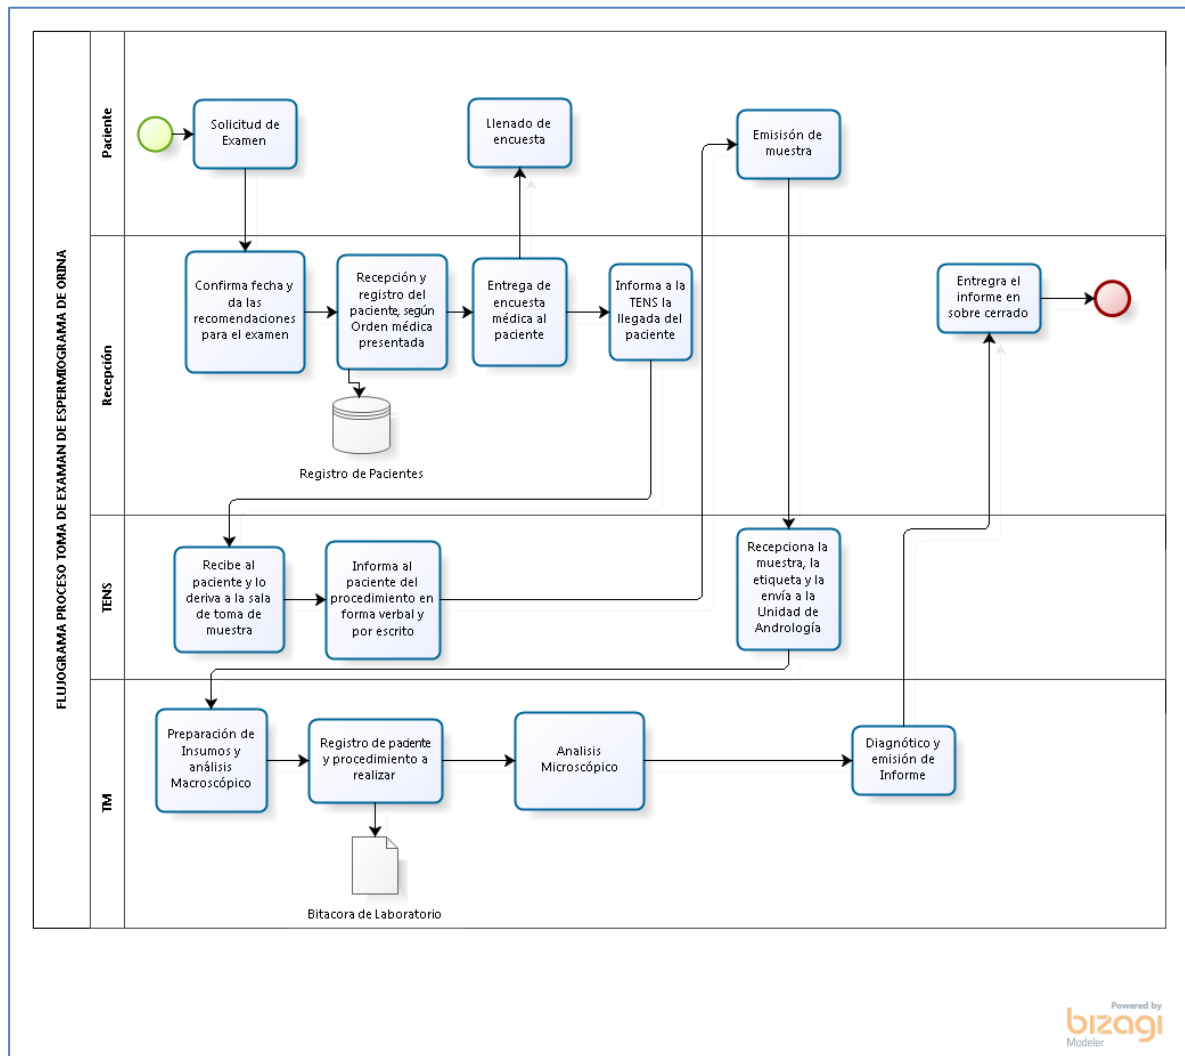 FLUJOGRAMA PROCESO TOMA DE EXAMAN DE ESPERMIOGRAMA DE ORINA
Paciente
Solicitud de
Examen
Llenado de
encuesta
Emisisón de
muestra
Recepción
Confirma fecha y
da las
recomendaciones
para el examen
Recepción y
registro del
paciente, según
Orden médica
presentada
Entrega de
encuesta
médica al
paciente
Informa a la
TENS la
llegada del
paciente
Entregra el
informe en
sobre cerrado
Registro de Pacientes
TENS
Recibe al
paciente y lo
deriva a la sala
de toma de
muestra
Informa al
paciente del
procedimiento en
forma verbal y
por escrito
Recepciona la
muestra, la
etiqueta y la
envía a la
Unidad de
Andrología
TM
Preparación de
Insumos y
análisis
Macroscópico
Registro de paciente
y procedimiento a
realizar
Analisis
Microscópico
Diagnótico y
emisión de
Informe
Bitacora de Laboratorio
Powered by
bizagi
Modeler